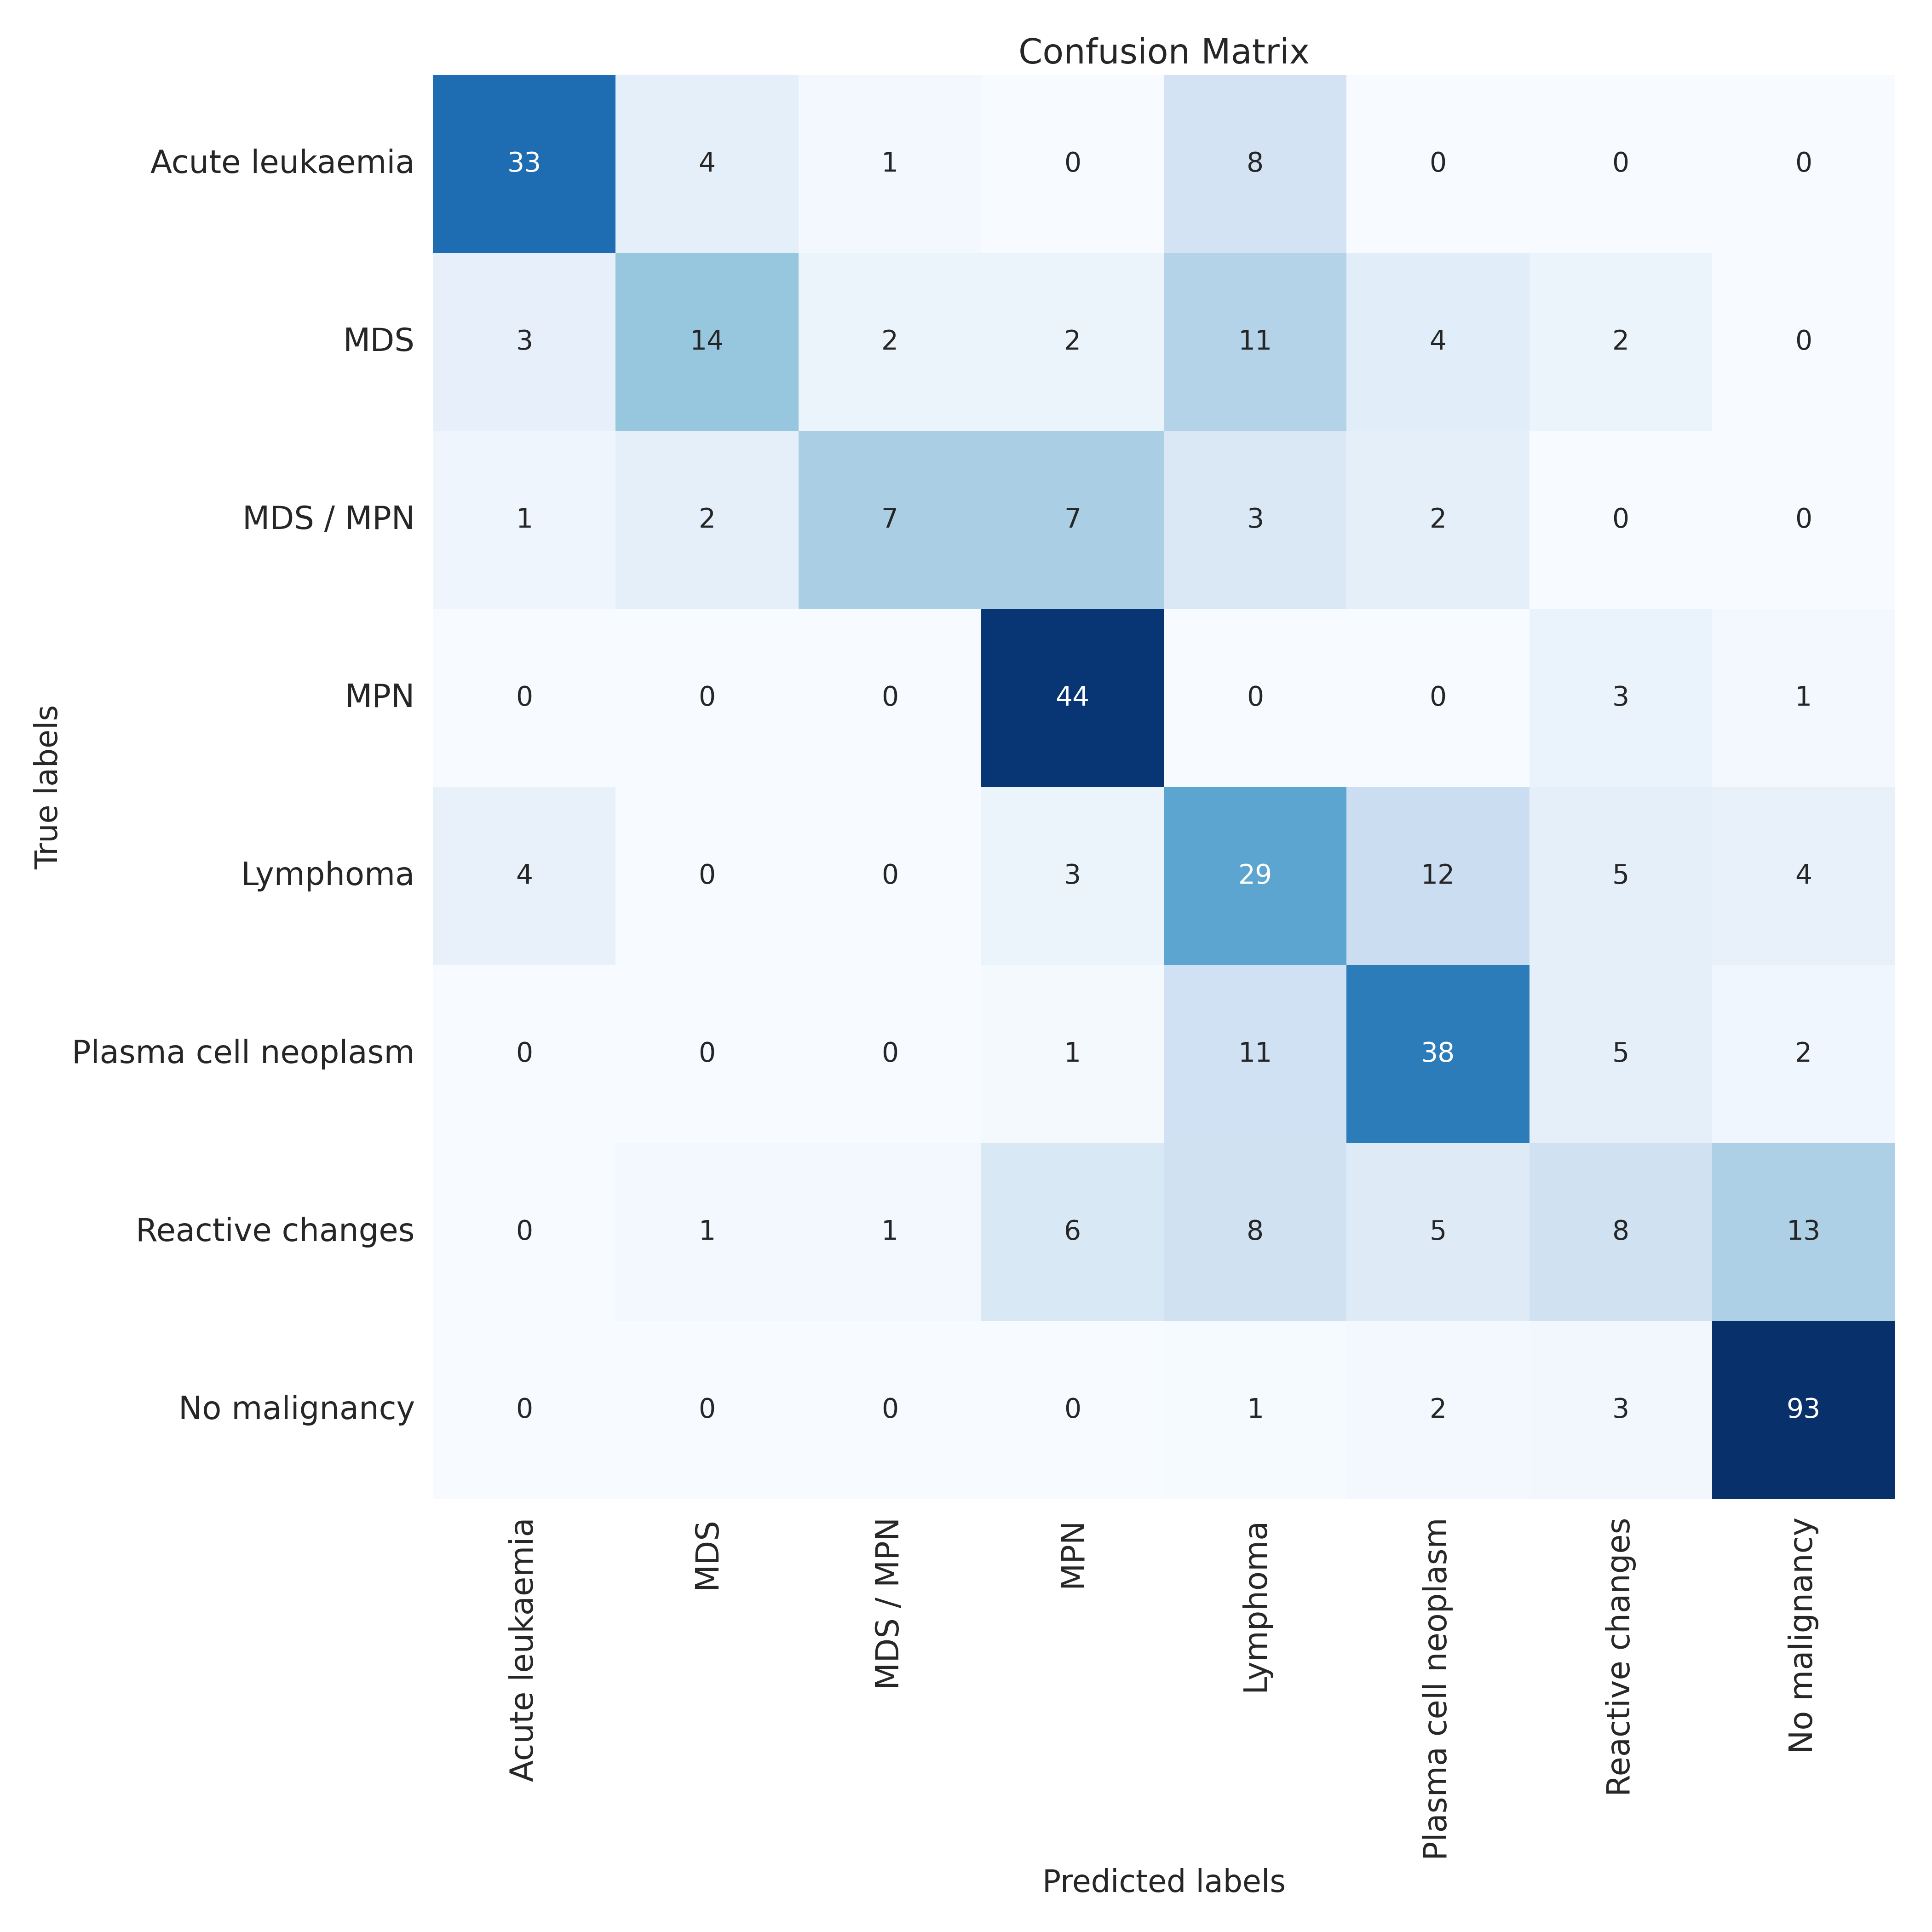 Confusion Matrix
True labels
Acute leukaemia 33 4 1 0 8 0 0 0
MDS 3 14 2 2 11 4 2 0
MDS / MPN 1 2 7 7 3 2 0 0
MPN 0 0 0 44 0 0 3 1
Lymphoma 4 0 0 3 29 12 5 4
Plasma cell neoplasm 0 0 0 1 11 38 5 2
Reactive changes 0 1 1 6 8 5 8 13
No malignancy 0 0 0 0 1 2 3 93
Acute leukaemia
MDS
MDS / MPN
MPN
Lymphoma
Plasma cell neoplasm
Reactive changes
No malignancy
Predicted labels